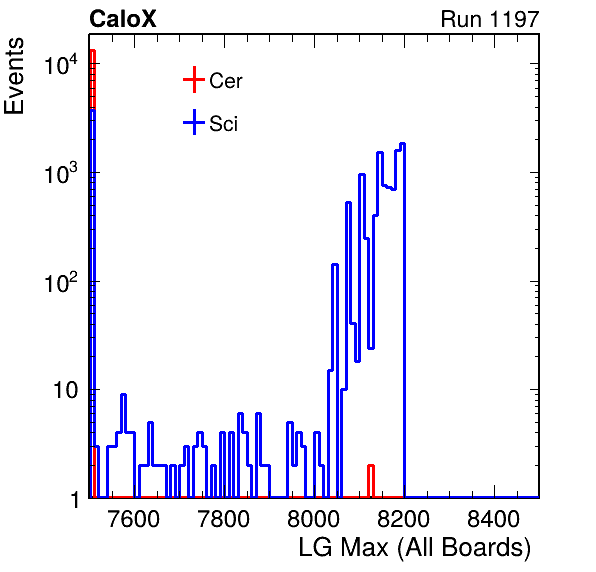 CaloX
Run 1197
Events
10^4
10^3
10^2
10
1
Cer
Sci
7600 7800 8000 8200 8400
LG Max (All Boards)